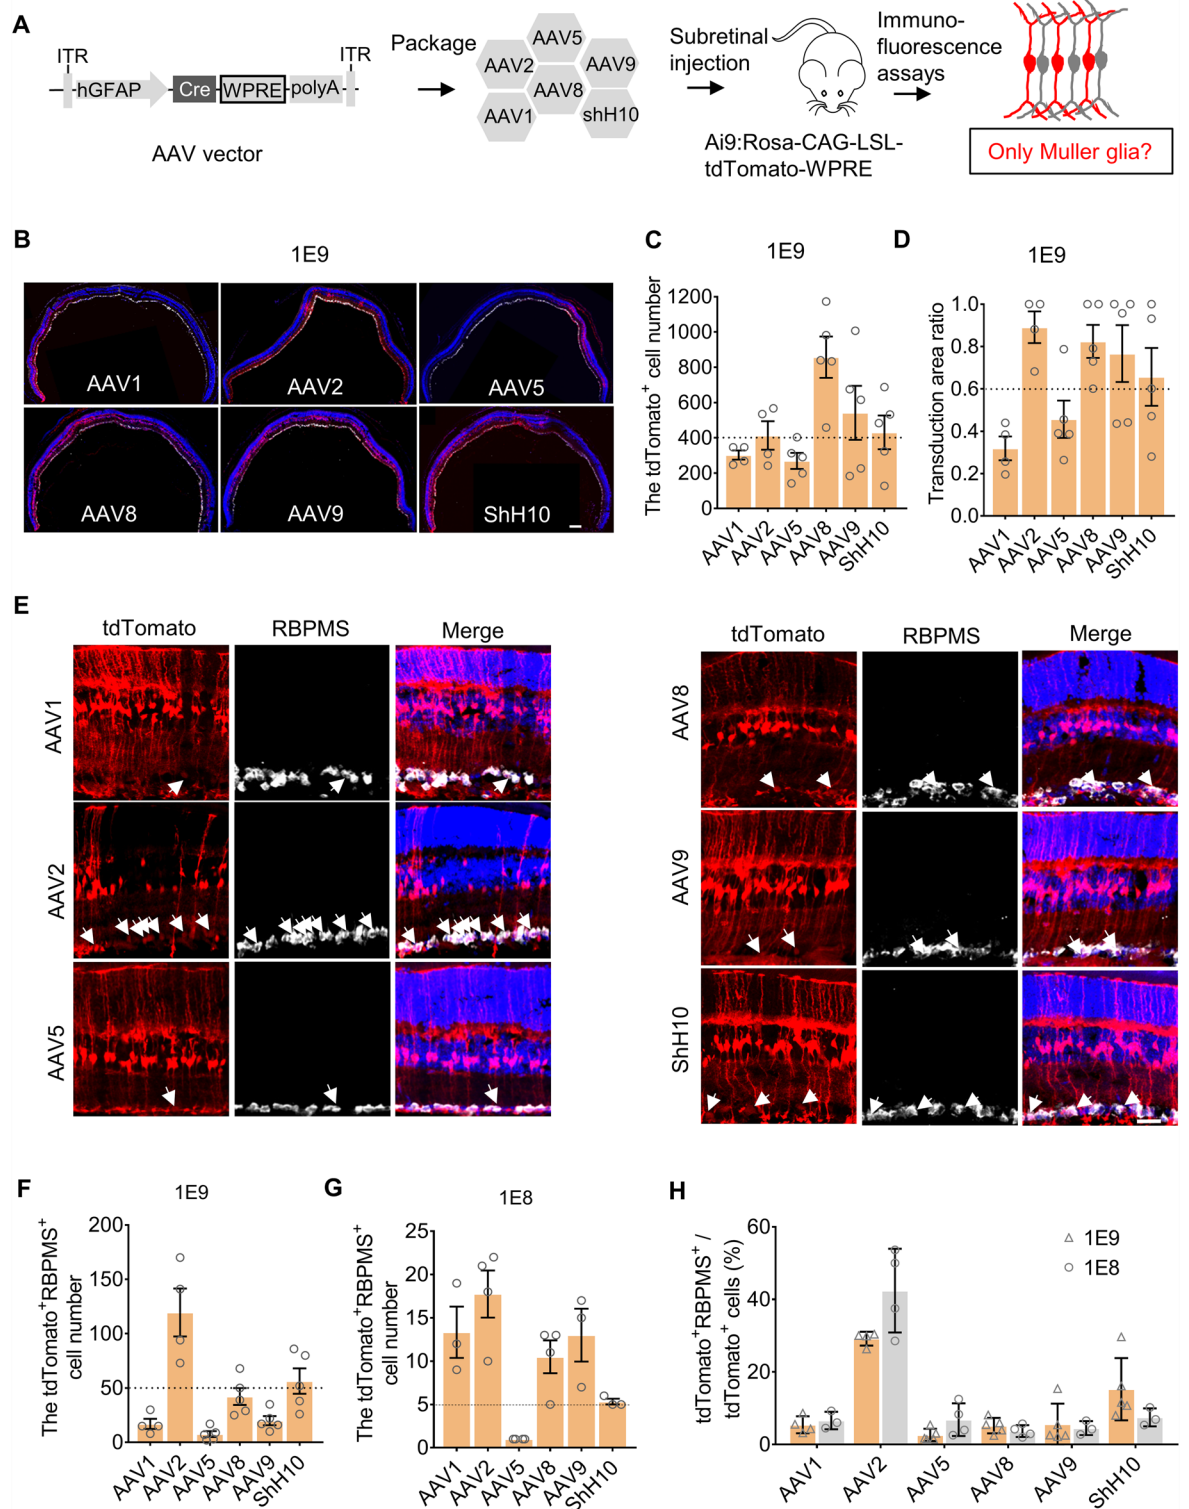 A
ITR
ITR
hGFAP
Cre
WPRE
polyA
AAV vector
Package
AAV5
AAV2
AAV9
AAV8
AAV1
shH10
Subretinal
injection
Ai9:Rosa-CAG-LSL-
tdTomato-WPRE
Immuno-
fluorescence
assays
Only Muller glia?
B
1E9
AAV1
AAV2
AAV5
AAV8
AAV9
ShH10
C
1E9
The tdTomato+ cell number
1200
1000
800
600
400
200
0
AAV1
AAV2
AAV5
AAV8
AAV9
ShH10
D
1E9
Transduction area ratio
1.0
0.8
0.6
0.4
0.2
0.0
AAV1
AAV2
AAV5
AAV8
AAV9
ShH10
E
tdTomato
RBPMS
Merge
AAV1
AAV2
AAV5
tdTomato
RBPMS
Merge
AAV8
AAV9
ShH10
F
1E9
The tdTomato+RBPMS+
cell number
200
150
100
50
0
AAV1
AAV2
AAV5
AAV8
AAV9
ShH10
G
1E8
The tdTomato+RBPMS+
cell number
25
20
15
10
5
0
AAV1
AAV2
AAV5
AAV8
AAV9
ShH10
H
tdTomato+RBPMS+ /
tdTomato+ cells (%)
60
40
20
0
1E9
1E8
AAV1
AAV2
AAV5
AAV8
AAV9
ShH10